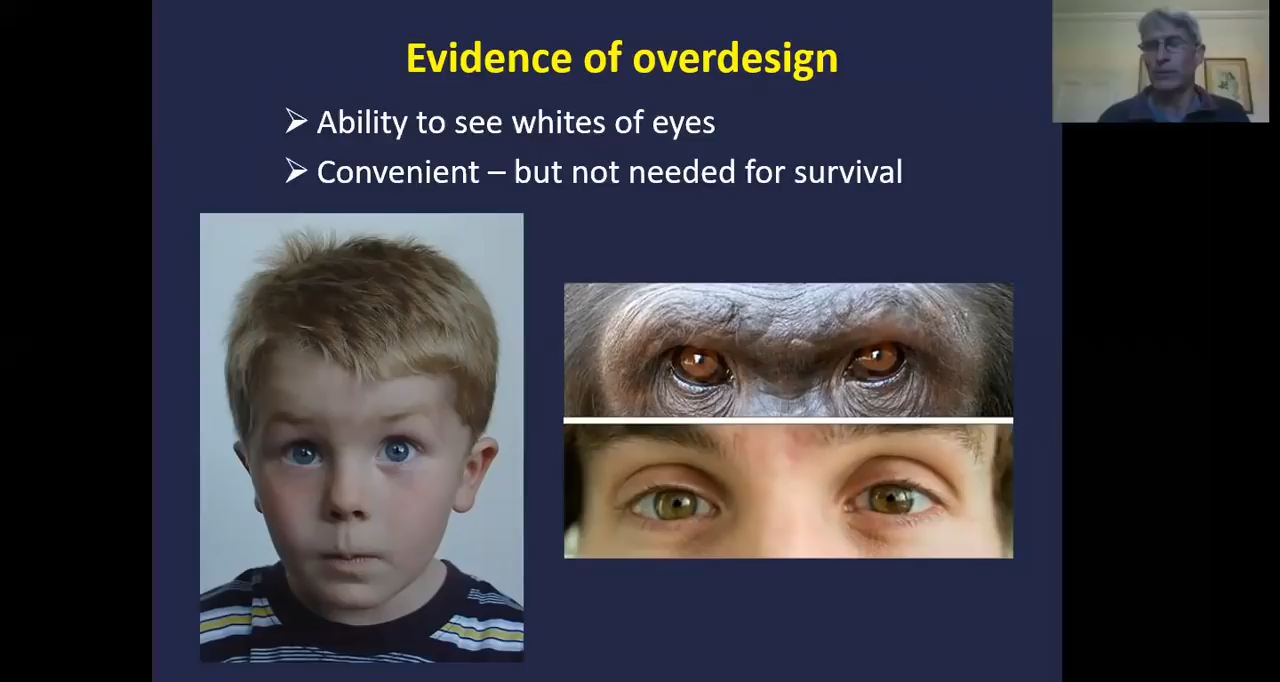 Evidence of overdesign
➢ Ability to see whites of eyes
➢ Convenient – but not needed for survival